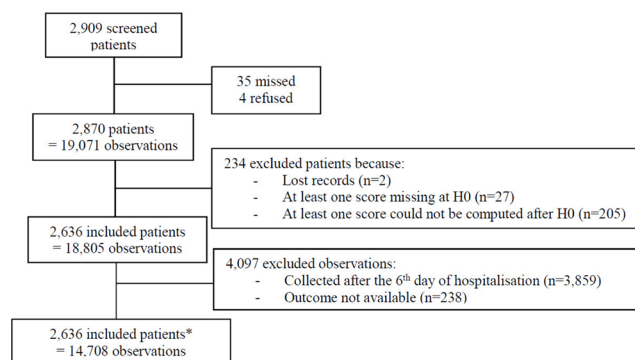 2,909 screened
patients
35 missed
4 refused
2,870 patients
= 19,071 observations
234 excluded patients because:
- Lost records (n=2)
- At least one score missing at H0 (n=27)
- At least one score could not be computed after H0 (n=205)
2,636 included patients
= 18,805 observations
4,097 excluded observations:
- Collected after the 6th day of hospitalisation (n=3,859)
- Outcome not available (n=238)
2,636 included patients*
= 14,708 observations